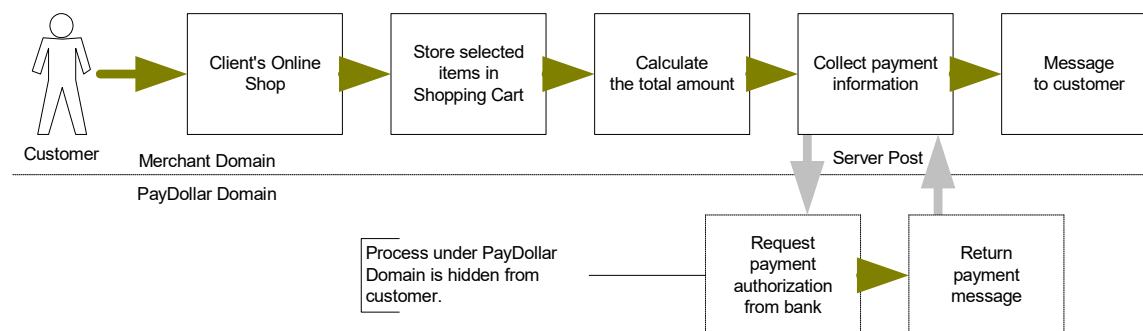 Customer
Client's Online
Shop
Store selected
items in
Shopping Cart
Calculate
the total amount
Collect payment
information
Message
to customer
Merchant Domain
Server Post
PayDollar Domain
Process under PayDollar
Domain is hidden from
customer.
Request
payment
authorization
from bank
Return
payment
message